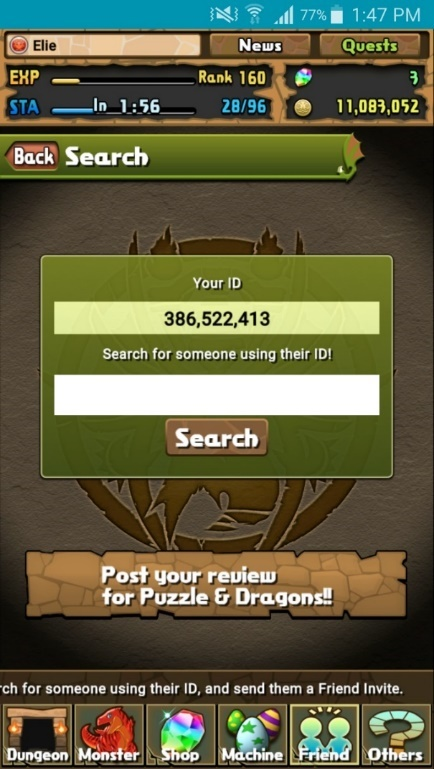 77% 1:47 PM
Elie News Quests
EXP Rank 160 3
STA In 1:56 28/96 11,083,052
Back Search
Your ID
386,522,413
Search for someone using their ID!
Search
Post your review
for Puzzle & Dragons!!
rch for someone using their ID, and send them a Friend Invite.
Dungeon Monster Shop Machine Friend Others